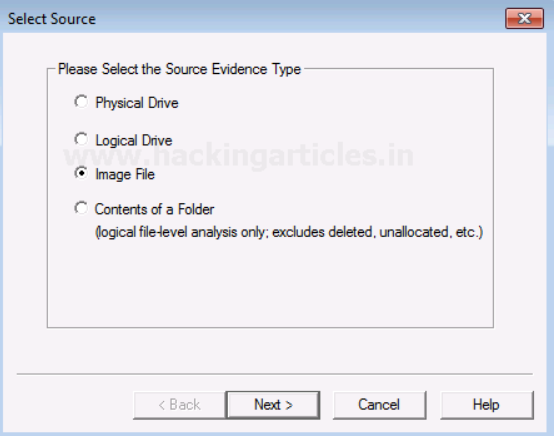 Select Source
Please Select the Source Evidence Type
Physical Drive
Logical Drive
www.hackingarticles.in
Image File
Contents of a Folder
(logical file-level analysis only; excludes deleted, unallocated, etc.)
< Back Next > Cancel Help